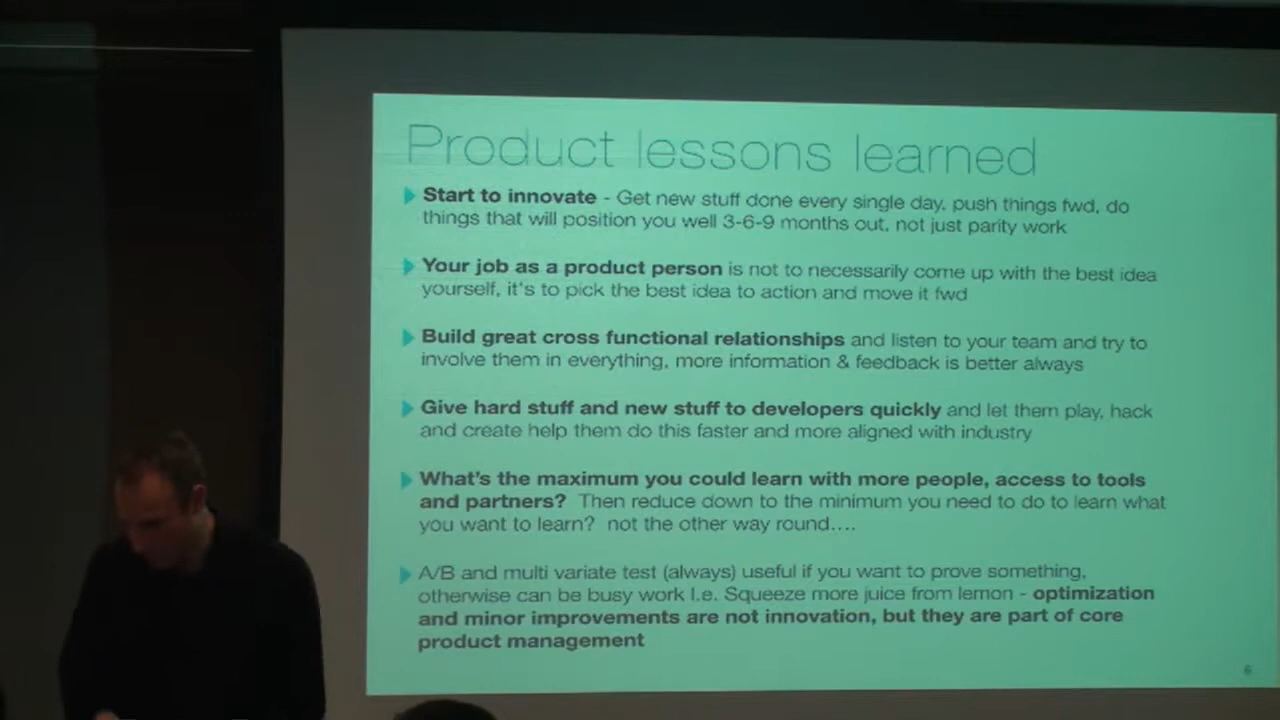 Product lessons learned
Start to innovate - Get new stuff done every single day, push things fwd, do
things that will position you well 3-6-9 months out, not just parity work
Your job as a product person is not to necessarily come up with the best idea
yourself, it's to pick the best idea to action and move it fwd
Build great cross functional relationships and listen to your team and try to
involve them in everything, more information & feedback is better always
Give hard stuff and new stuff to developers quickly and let them play, hack
and create help them do this faster and more aligned with industry
What's the maximum you could learn with more people, access to tools
and partners? Then reduce down to the minimum you need to do to learn what
you want to learn? not the other way round....
A/B and multi variate test (always) useful if you want to prove something,
otherwise can be busy work I.e. Squeeze more juice from lemon - optimization
and minor improvements are not innovation, but they are part of core
product management
6